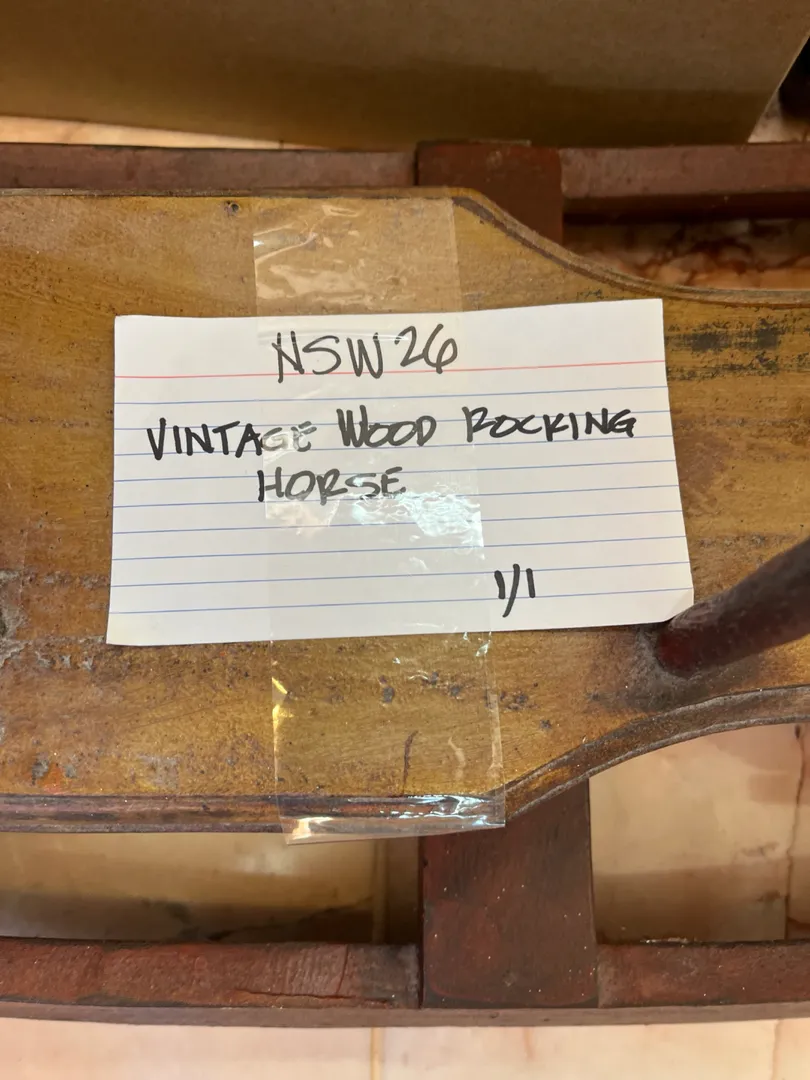 NSW26
VINTAGE WOOD ROCKING
HORSE
1/1